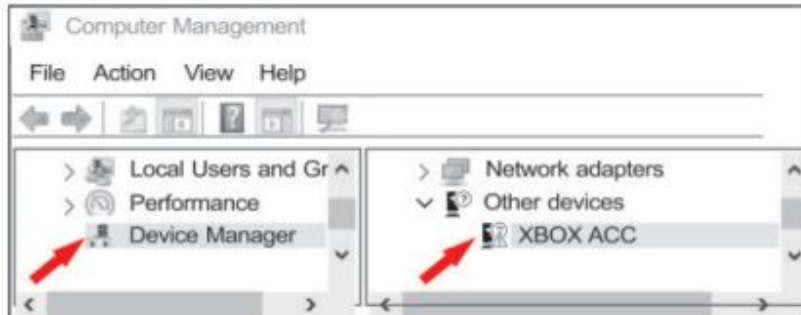 Computer Management
File Action View Help
Local Users and Gr
Performance
Device Manager
Network adapters
Other devices
XBOX ACC